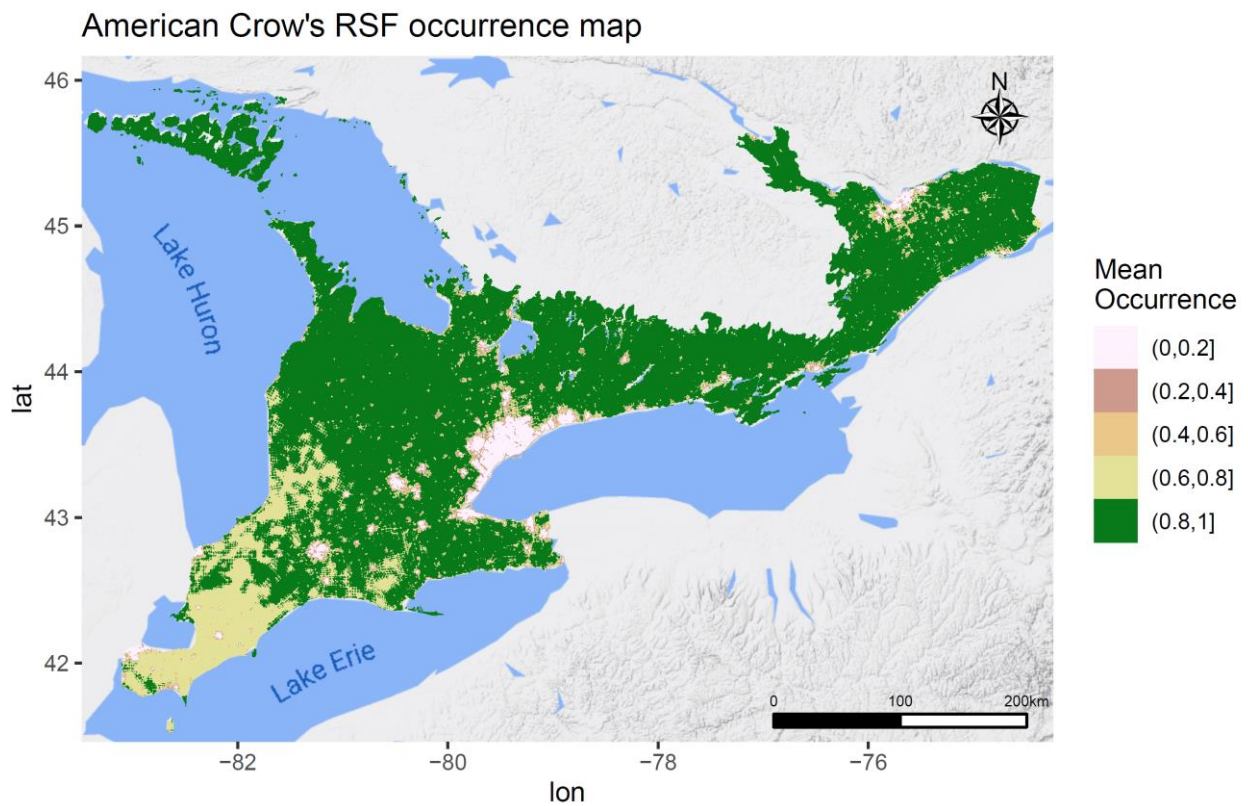 American Crow's RSF occurrence map
46
45
44
43
42
lat
−82
−80
−78
−76
lon
Lake Huron
Lake Erie
N
0 100 200km
Mean
Occurrence
(0,0.2]
(0.2,0.4]
(0.4,0.6]
(0.6,0.8]
(0.8,1]